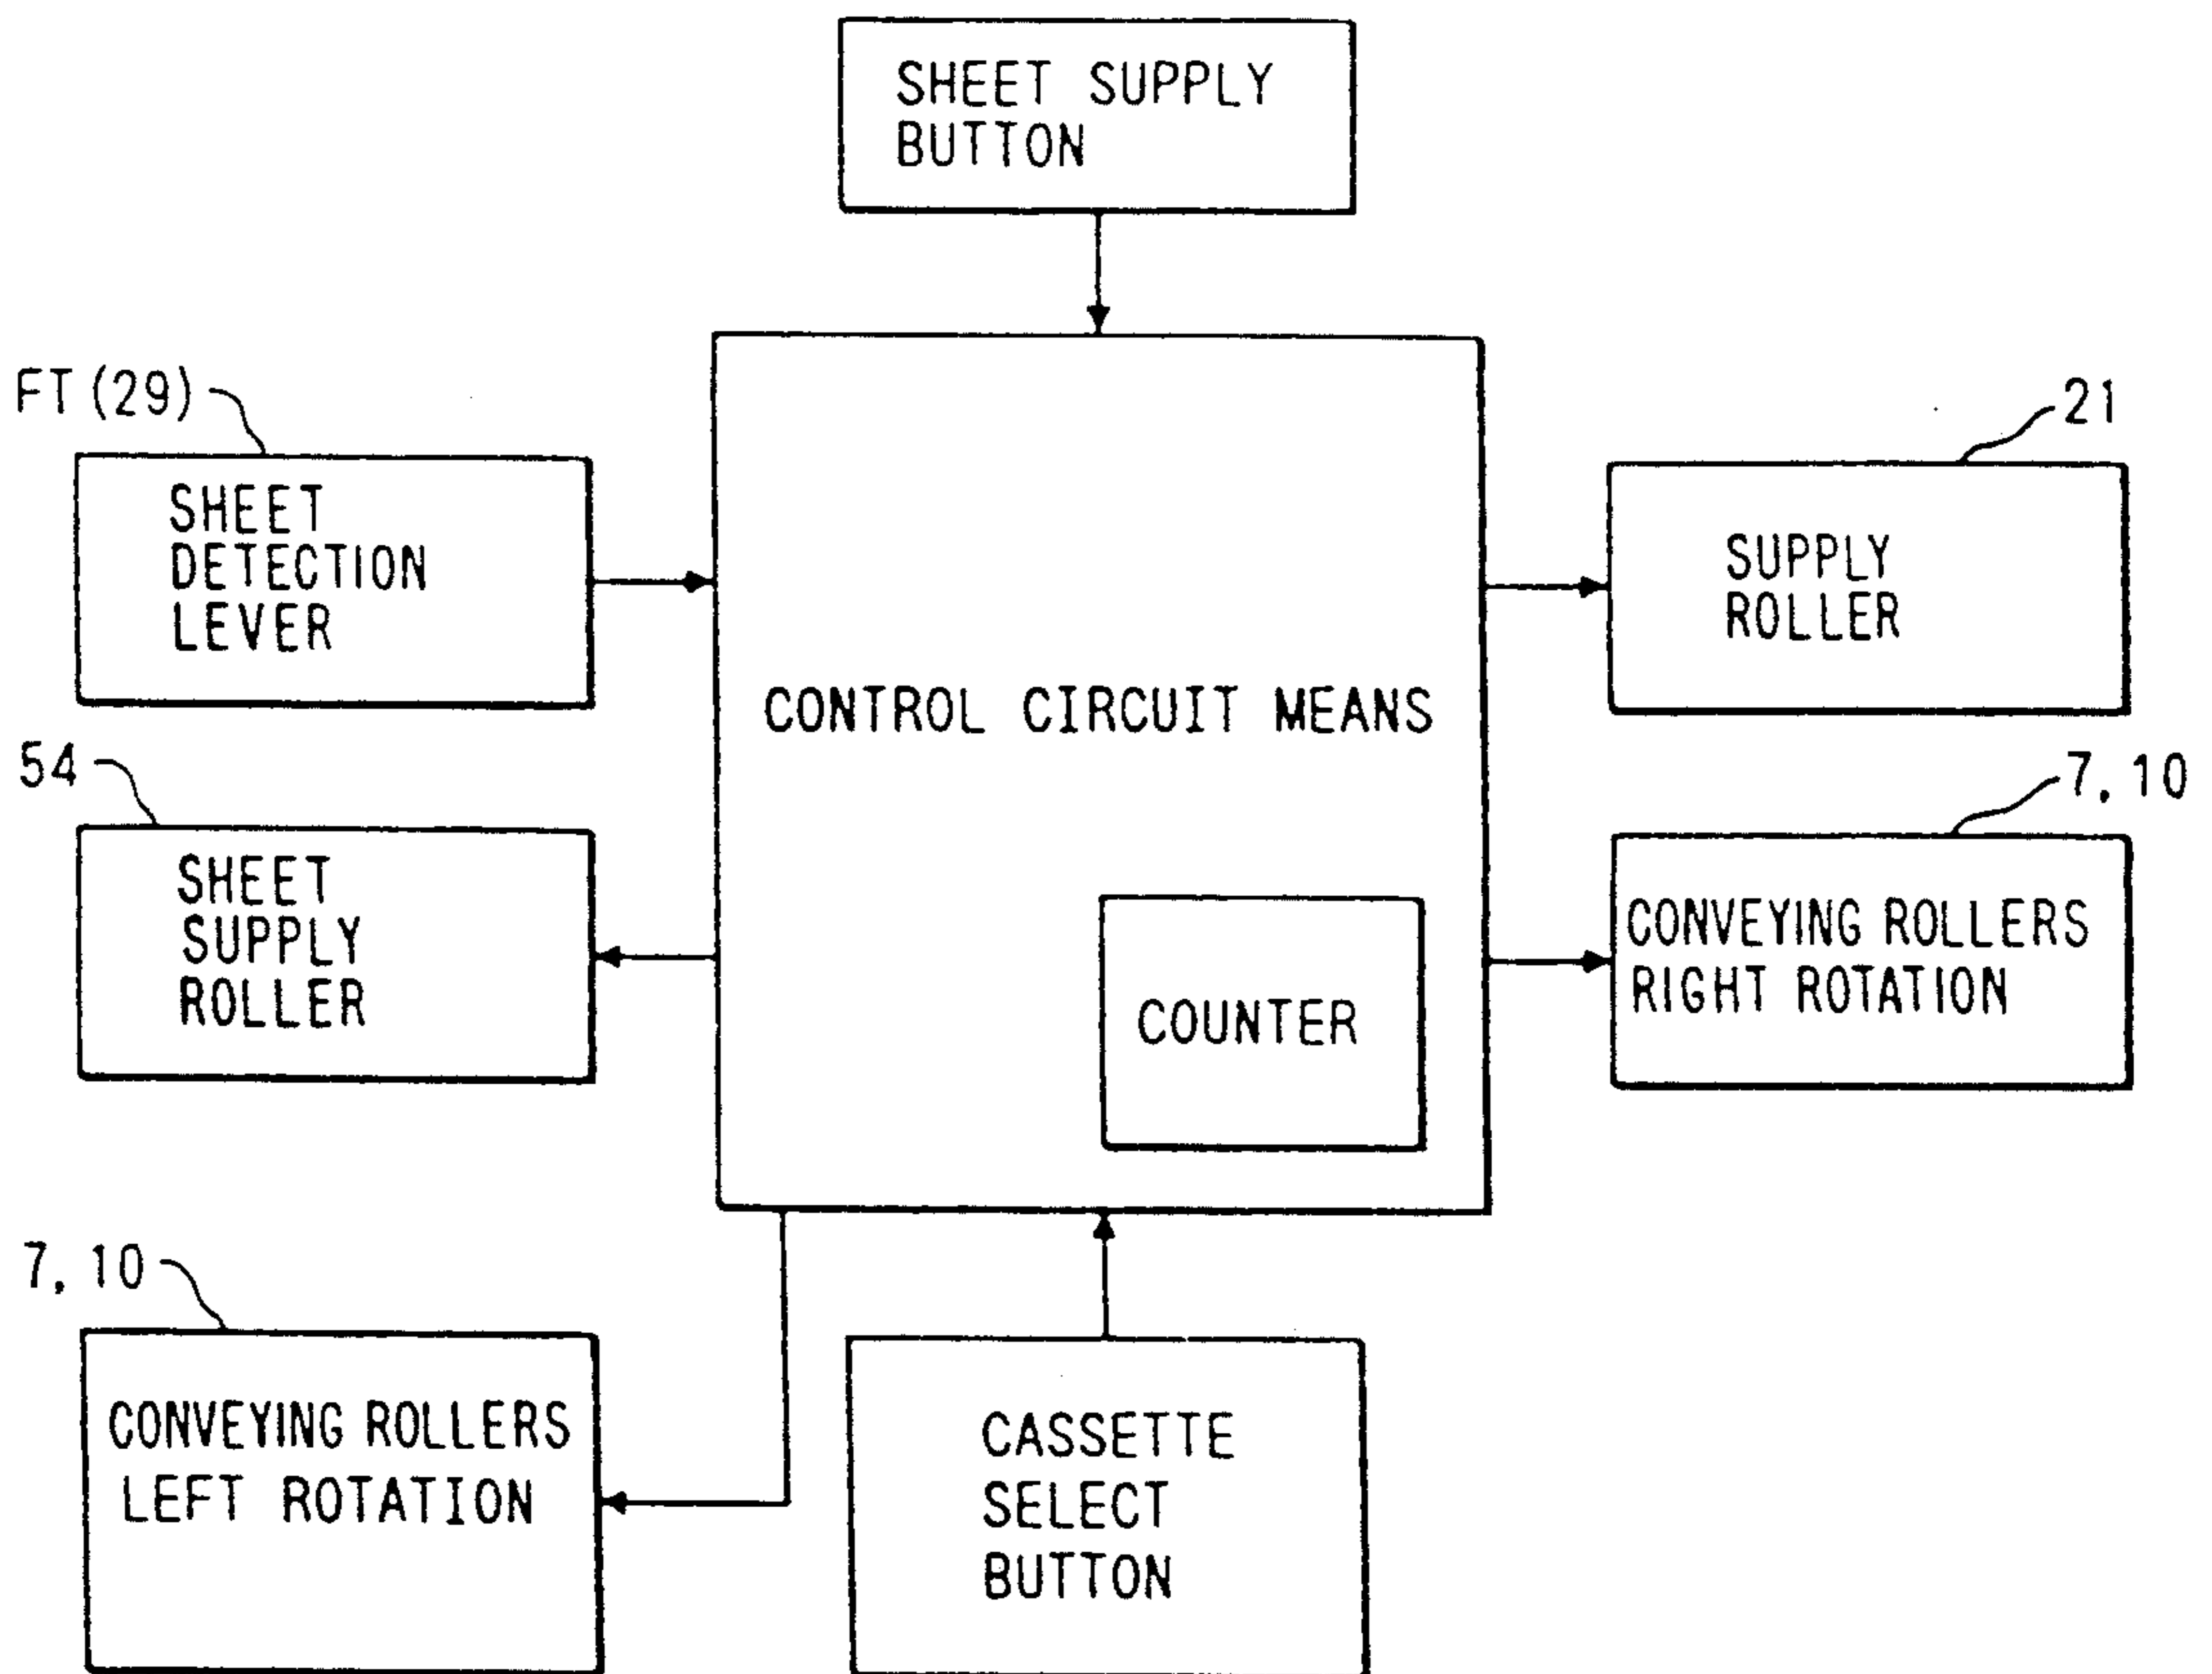 SHEET SUPPLY
BUTTON
FT (29)
SHEET
DETECTION
LEVER
21
SUPPLY
ROLLER
CONTROL CIRCUIT MEANS
54
SHEET
SUPPLY
ROLLER
7, 10
CONVEYING ROLLERS
RIGHT ROTATION
COUNTER
7, 10
CONVEYING ROLLERS
LEFT ROTATION
CASSETTE
SELECT
BUTTON